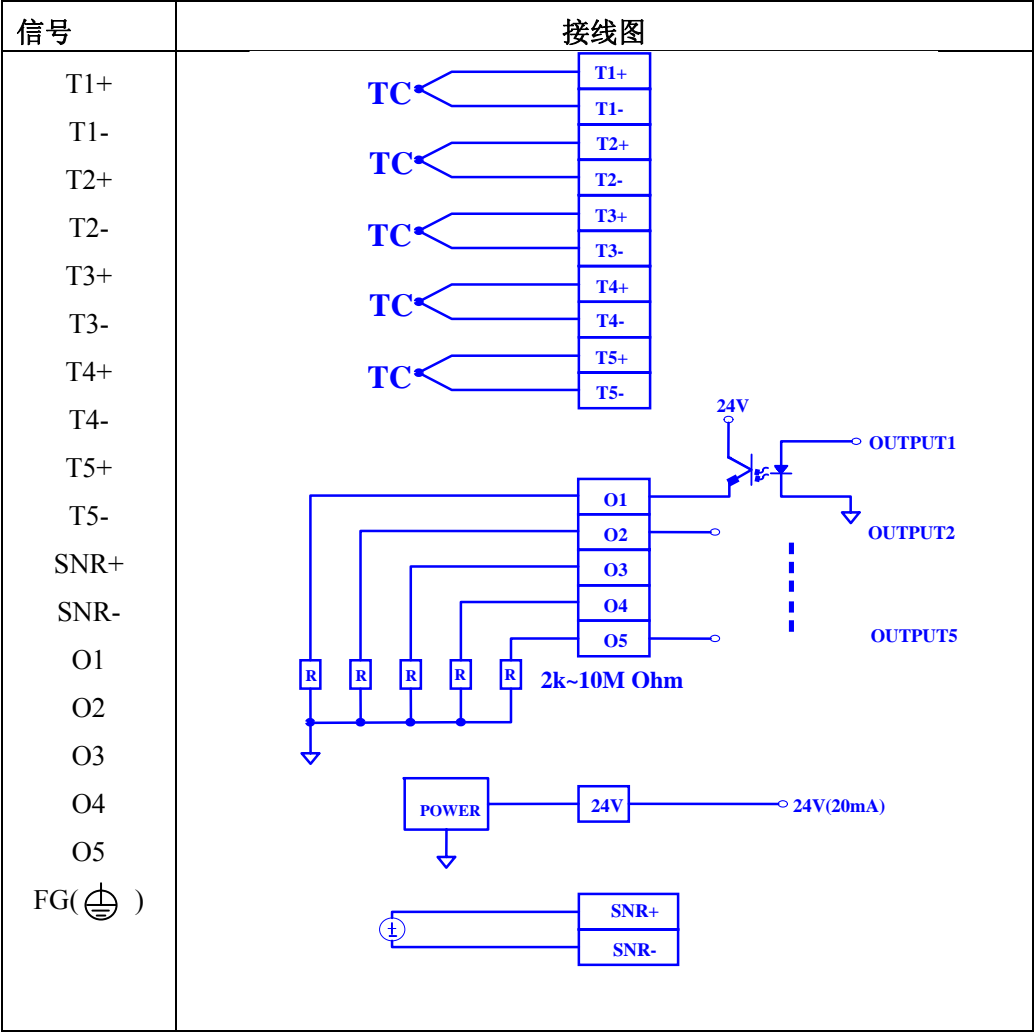 信号
接线图
T1+
T1-
T2+
T2-
T3+
T3-
T4+
T4-
T5+
T5-
SNR+
SNR-
O1
O2
O3
O4
O5
FG( )
TC
T1+
T1-
TC
T2+
T2-
TC
T3+
T3-
TC
T4+
T4-
TC
T5+
T5-
24V
OUTPUT1
O1
O2
OUTPUT2
O3
O4
O5
OUTPUT5
R
R
R
R
R
2k~10M Ohm
POWER
24V
24V(20mA)
±
SNR+
SNR-